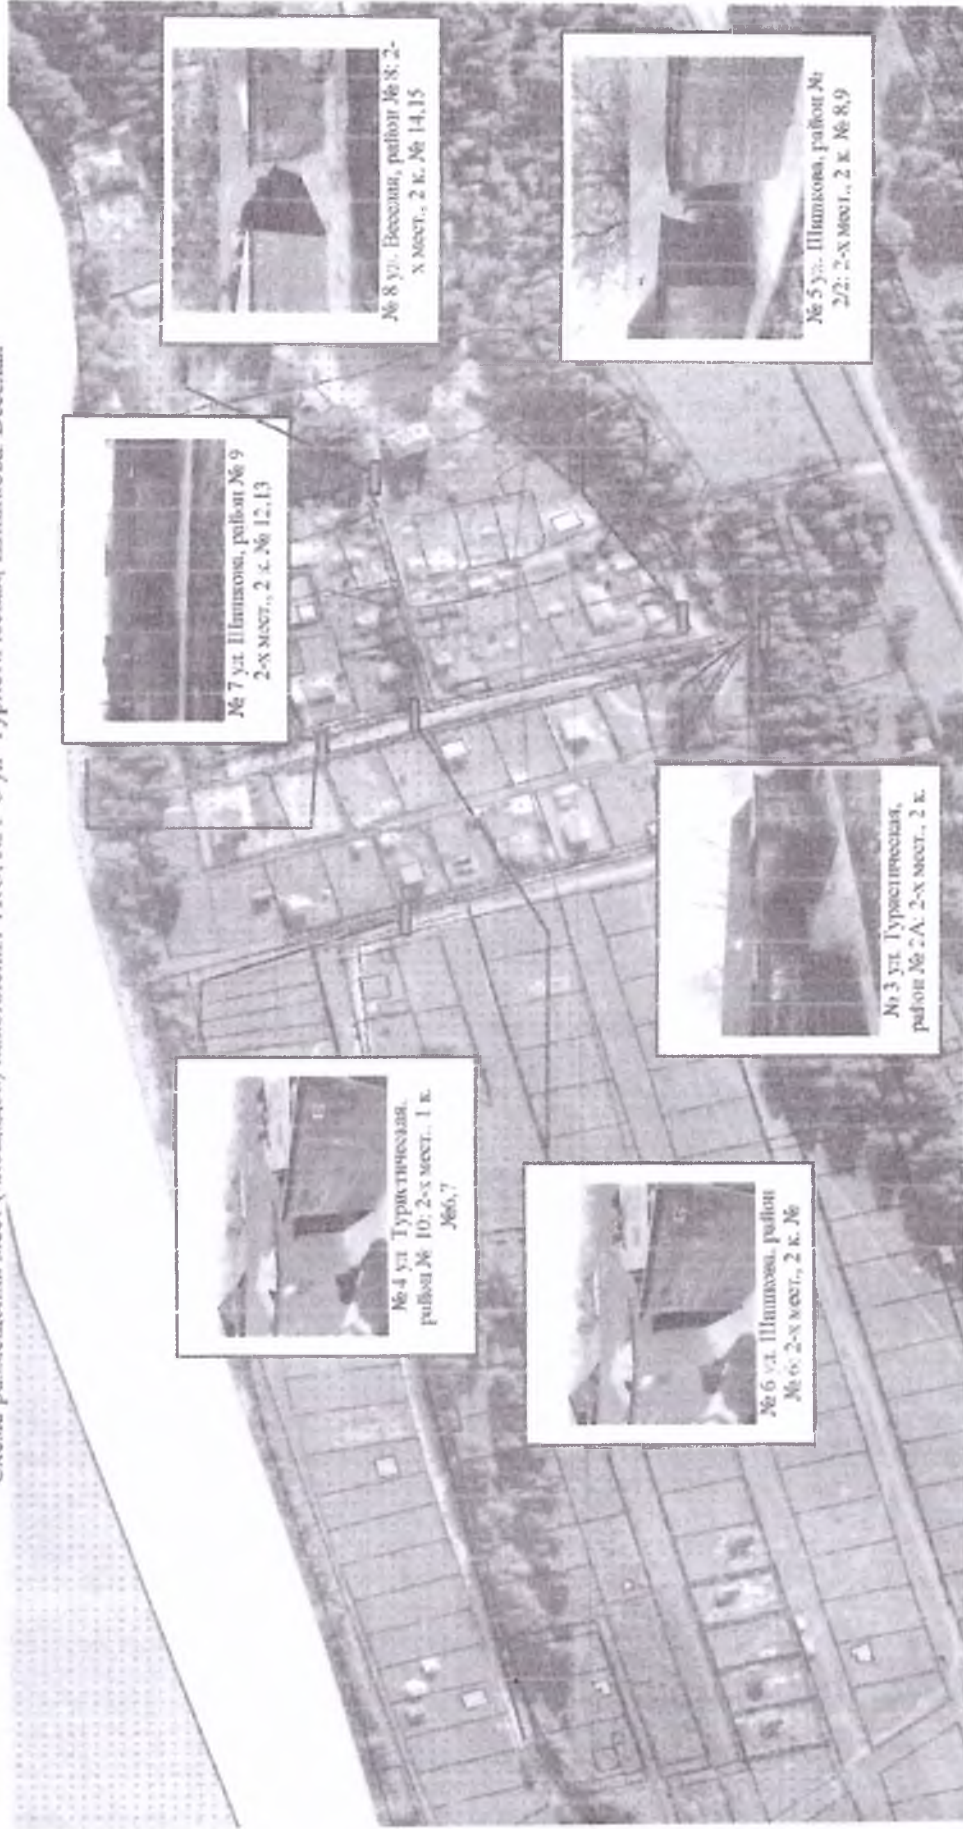 № 8 ул. Веселая, район № 8: 2-
х мест., 2 к. № 14,15
№ 7 ул. Шишкова, район № 9
2-х мест., 2 к. № 12,13
№ 5 ул. Шишкова, район №
2/2: 2-х мест., 2 к. № 8,9
№ 4 ул. Туристическая,
район № 10: 2-х мест., 1 к.
№6,7
№ 6 ул. Шишкова, район
№ 6: 2-х мест., 2 к. №
№ 3 ул. Туристическая,
район № 2А: 2-х мест., 2 к.